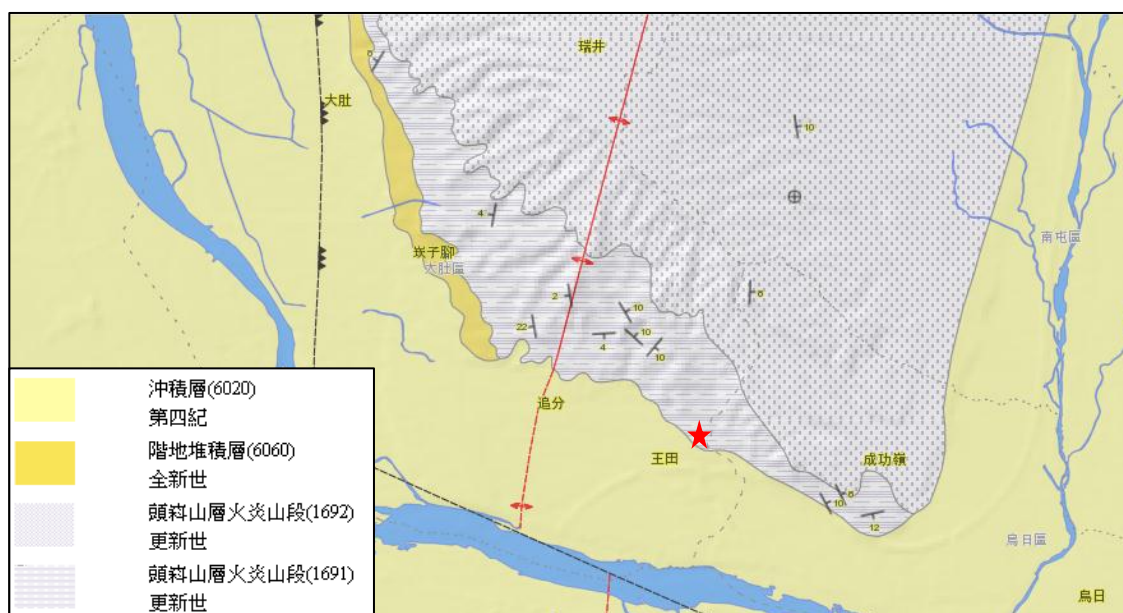 瑞井
6
大肚
10
4
南屯區
崁子腳
大肚區
8
2
10
22
10
4
10
追分
王田
成功嶺
8
10
12
烏日區
烏日
沖積層(6020)
第四紀
階地堆積層(6060)
全新世
頭嵙山層火炎山段(1692)
更新世
頭嵙山層火炎山段(1691)
更新世